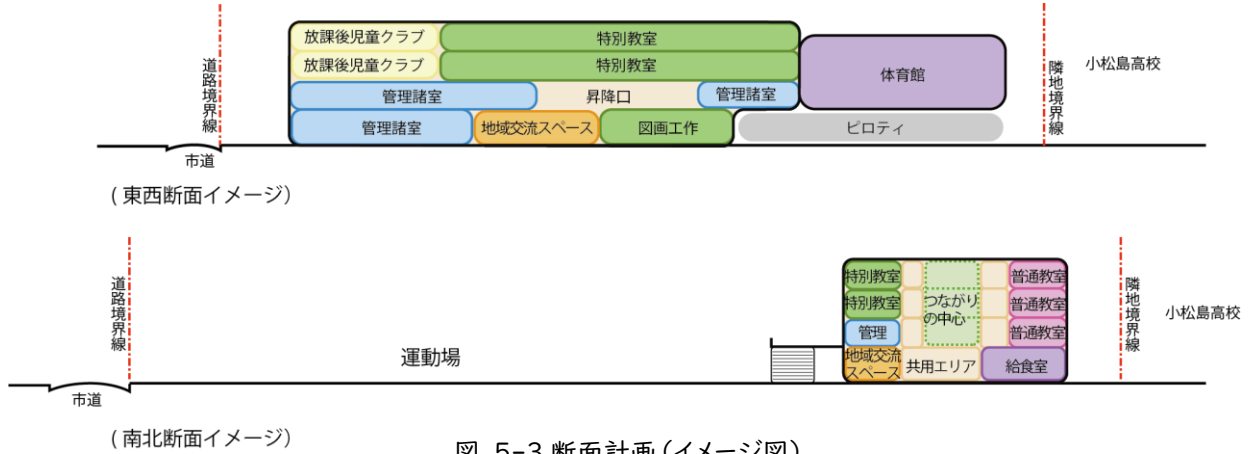 放課後児童クラブ
特別教室
放課後児童クラブ
特別教室
体育館
小松島高校
道路境界線
隣地境界線
管理諸室
昇降口
管理諸室
管理諸室
地域交流スペース
図画工作
ピロティ
市道
(東西断面イメージ)
道路境界線
特別教室
普通教室
隣地境界線
特別教室
つながり
の中心
普通教室
小松島高校
管理
普通教室
運動場
地域交流
スペース
共用エリア
給食室
市道
(南北断面イメージ)
図 5-3 断面計画(イメージ図)